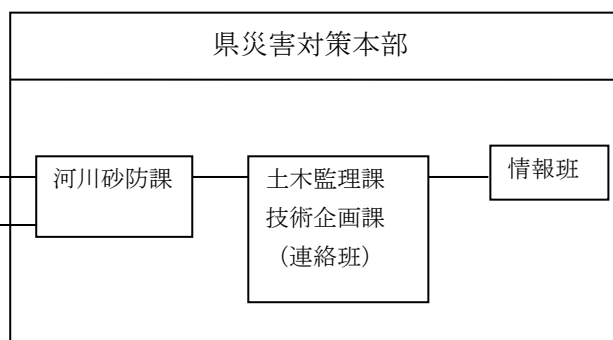 県災害対策本部
河川砂防課
土木監理課
技術企画課
（連絡班）
情報班